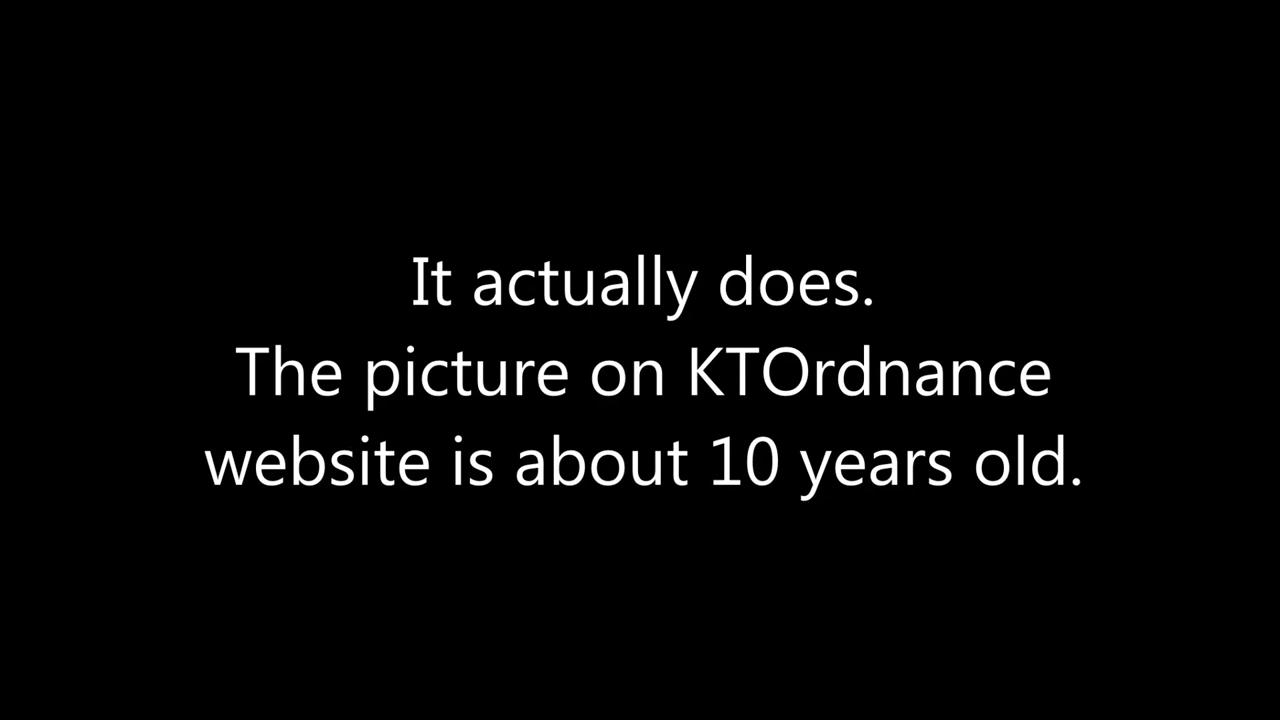 It actually does.
The picture on KTOrdnance
website is about 10 years old.